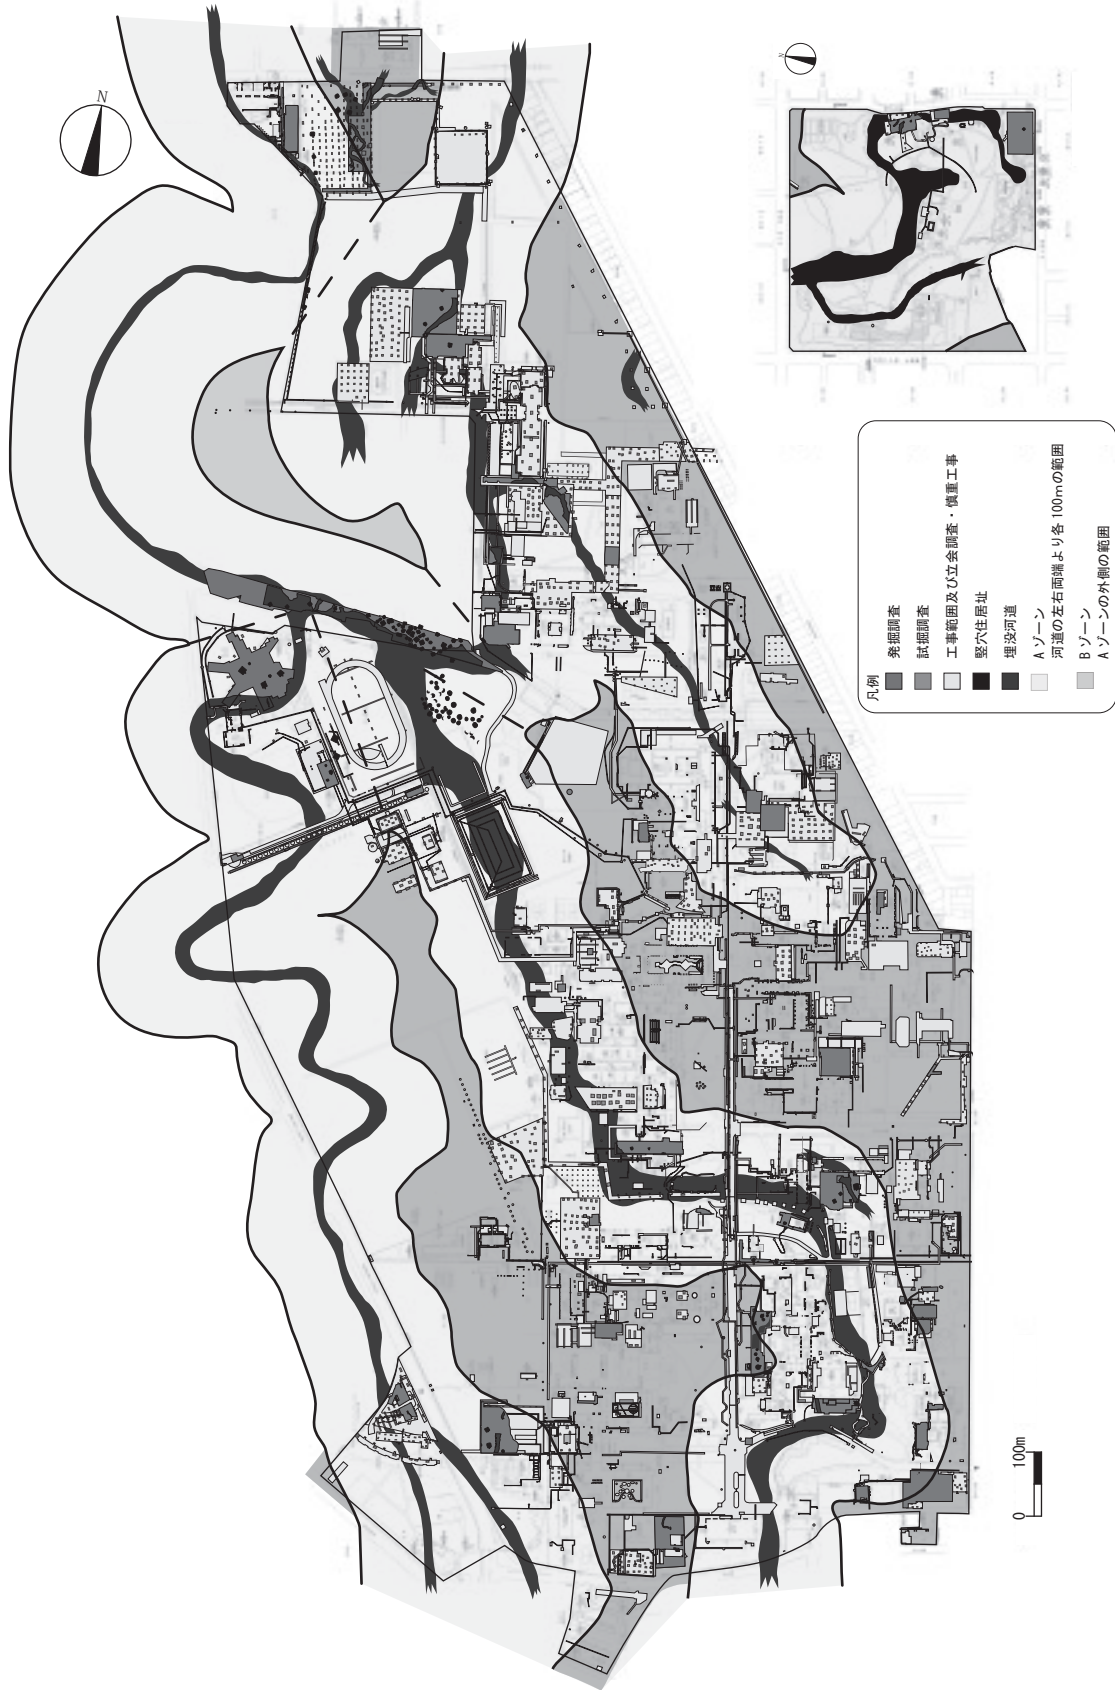 N
N
凡例
発掘調査
試掘調査
工事範囲及び立会調査・慎重工事
竪穴住居址
埋没河道
Aゾーン
河道の左右両端より各100mの範囲
Bゾーン
Aゾーンの外側の範囲
0 100m